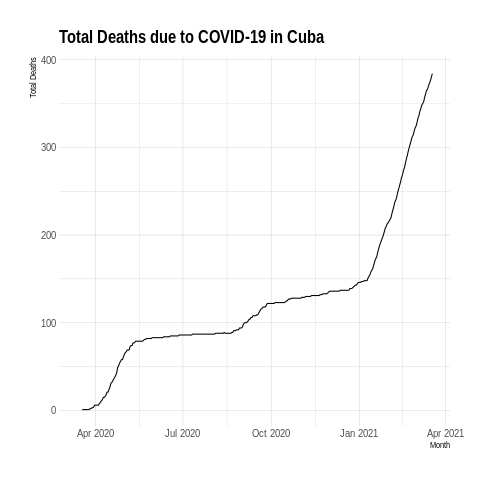 Total Deaths due to COVID-19 in Cuba
Total Deaths
400
300
200
100
0
Apr 2020 Jul 2020 Oct 2020 Jan 2021 Apr 2021
Month